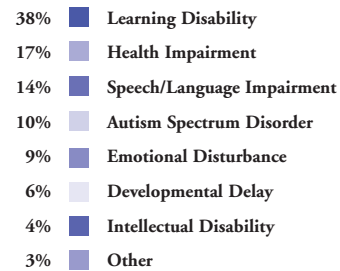 38% Learning Disability
17% Health Impairment
14% Speech/Language Impairment
10% Autism Spectrum Disorder
9% Emotional Disturbance
6% Developmental Delay
4% Intellectual Disability
3% Other